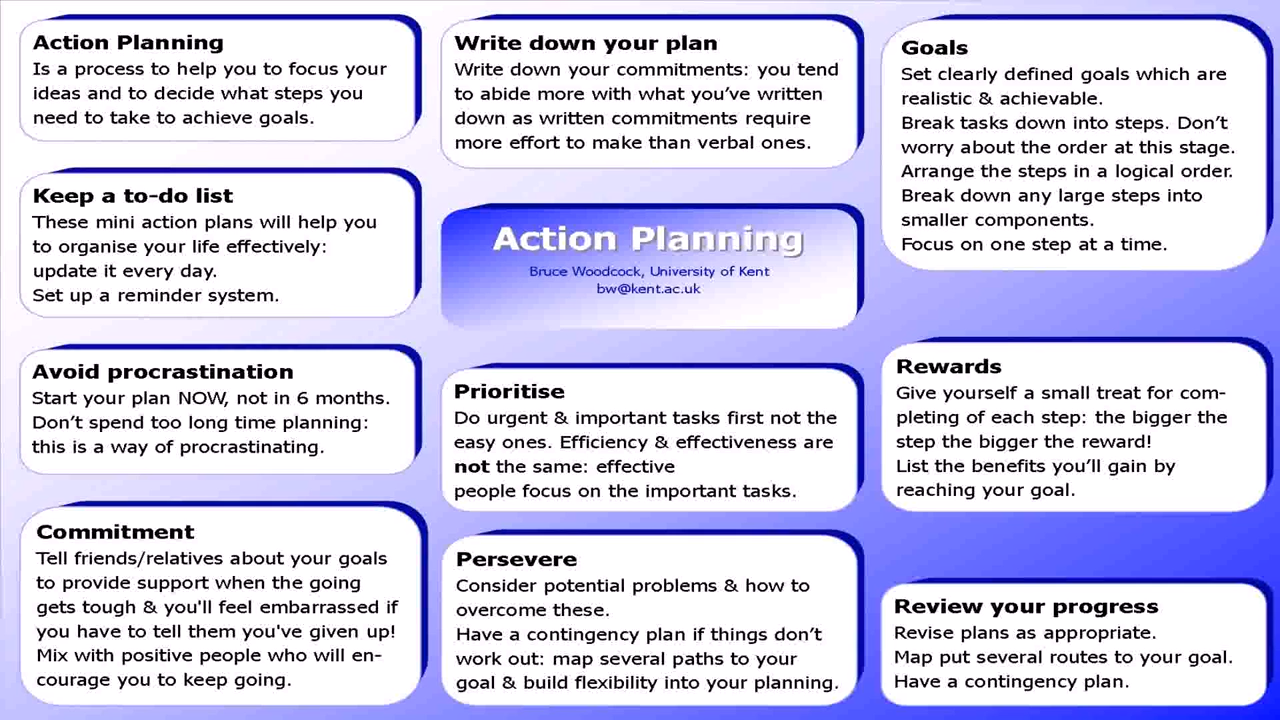 Action Planning
Is a process to help you to focus your
ideas and to decide what steps you
need to take to achieve goals.
Keep a to-do list
These mini action plans will help you
to organise your life effectively:
update it every day.
Set up a reminder system.
Avoid procrastination
Start your plan NOW, not in 6 months.
Don’t spend too long time planning:
this is a way of procrastinating.
Commitment
Tell friends/relatives about your goals
to provide support when the going
gets tough & you'll feel embarrassed if
you have to tell them you've given up!
Mix with positive people who will en-
courage you to keep going.
Write down your plan
Write down your commitments: you tend
to abide more with what you’ve written
down as written commitments require
more effort to make than verbal ones.
Action Planning
Bruce Woodcock, University of Kent
bw@kent.ac.uk
Prioritise
Do urgent & important tasks first not the
easy ones. Efficiency & effectiveness are
not the same: effective
people focus on the important tasks.
Persevere
Consider potential problems & how to
overcome these.
Have a contingency plan if things don’t
work out: map several paths to your
goal & build flexibility into your planning.
Goals
Set clearly defined goals which are
realistic & achievable.
Break tasks down into steps. Don’t
worry about the order at this stage.
Arrange the steps in a logical order.
Break down any large steps into
smaller components.
Focus on one step at a time.
Rewards
Give yourself a small treat for com-
pleting of each step: the bigger the
step the bigger the reward!
List the benefits you’ll gain by
reaching your goal.
Review your progress
Revise plans as appropriate.
Map put several routes to your goal.
Have a contingency plan.